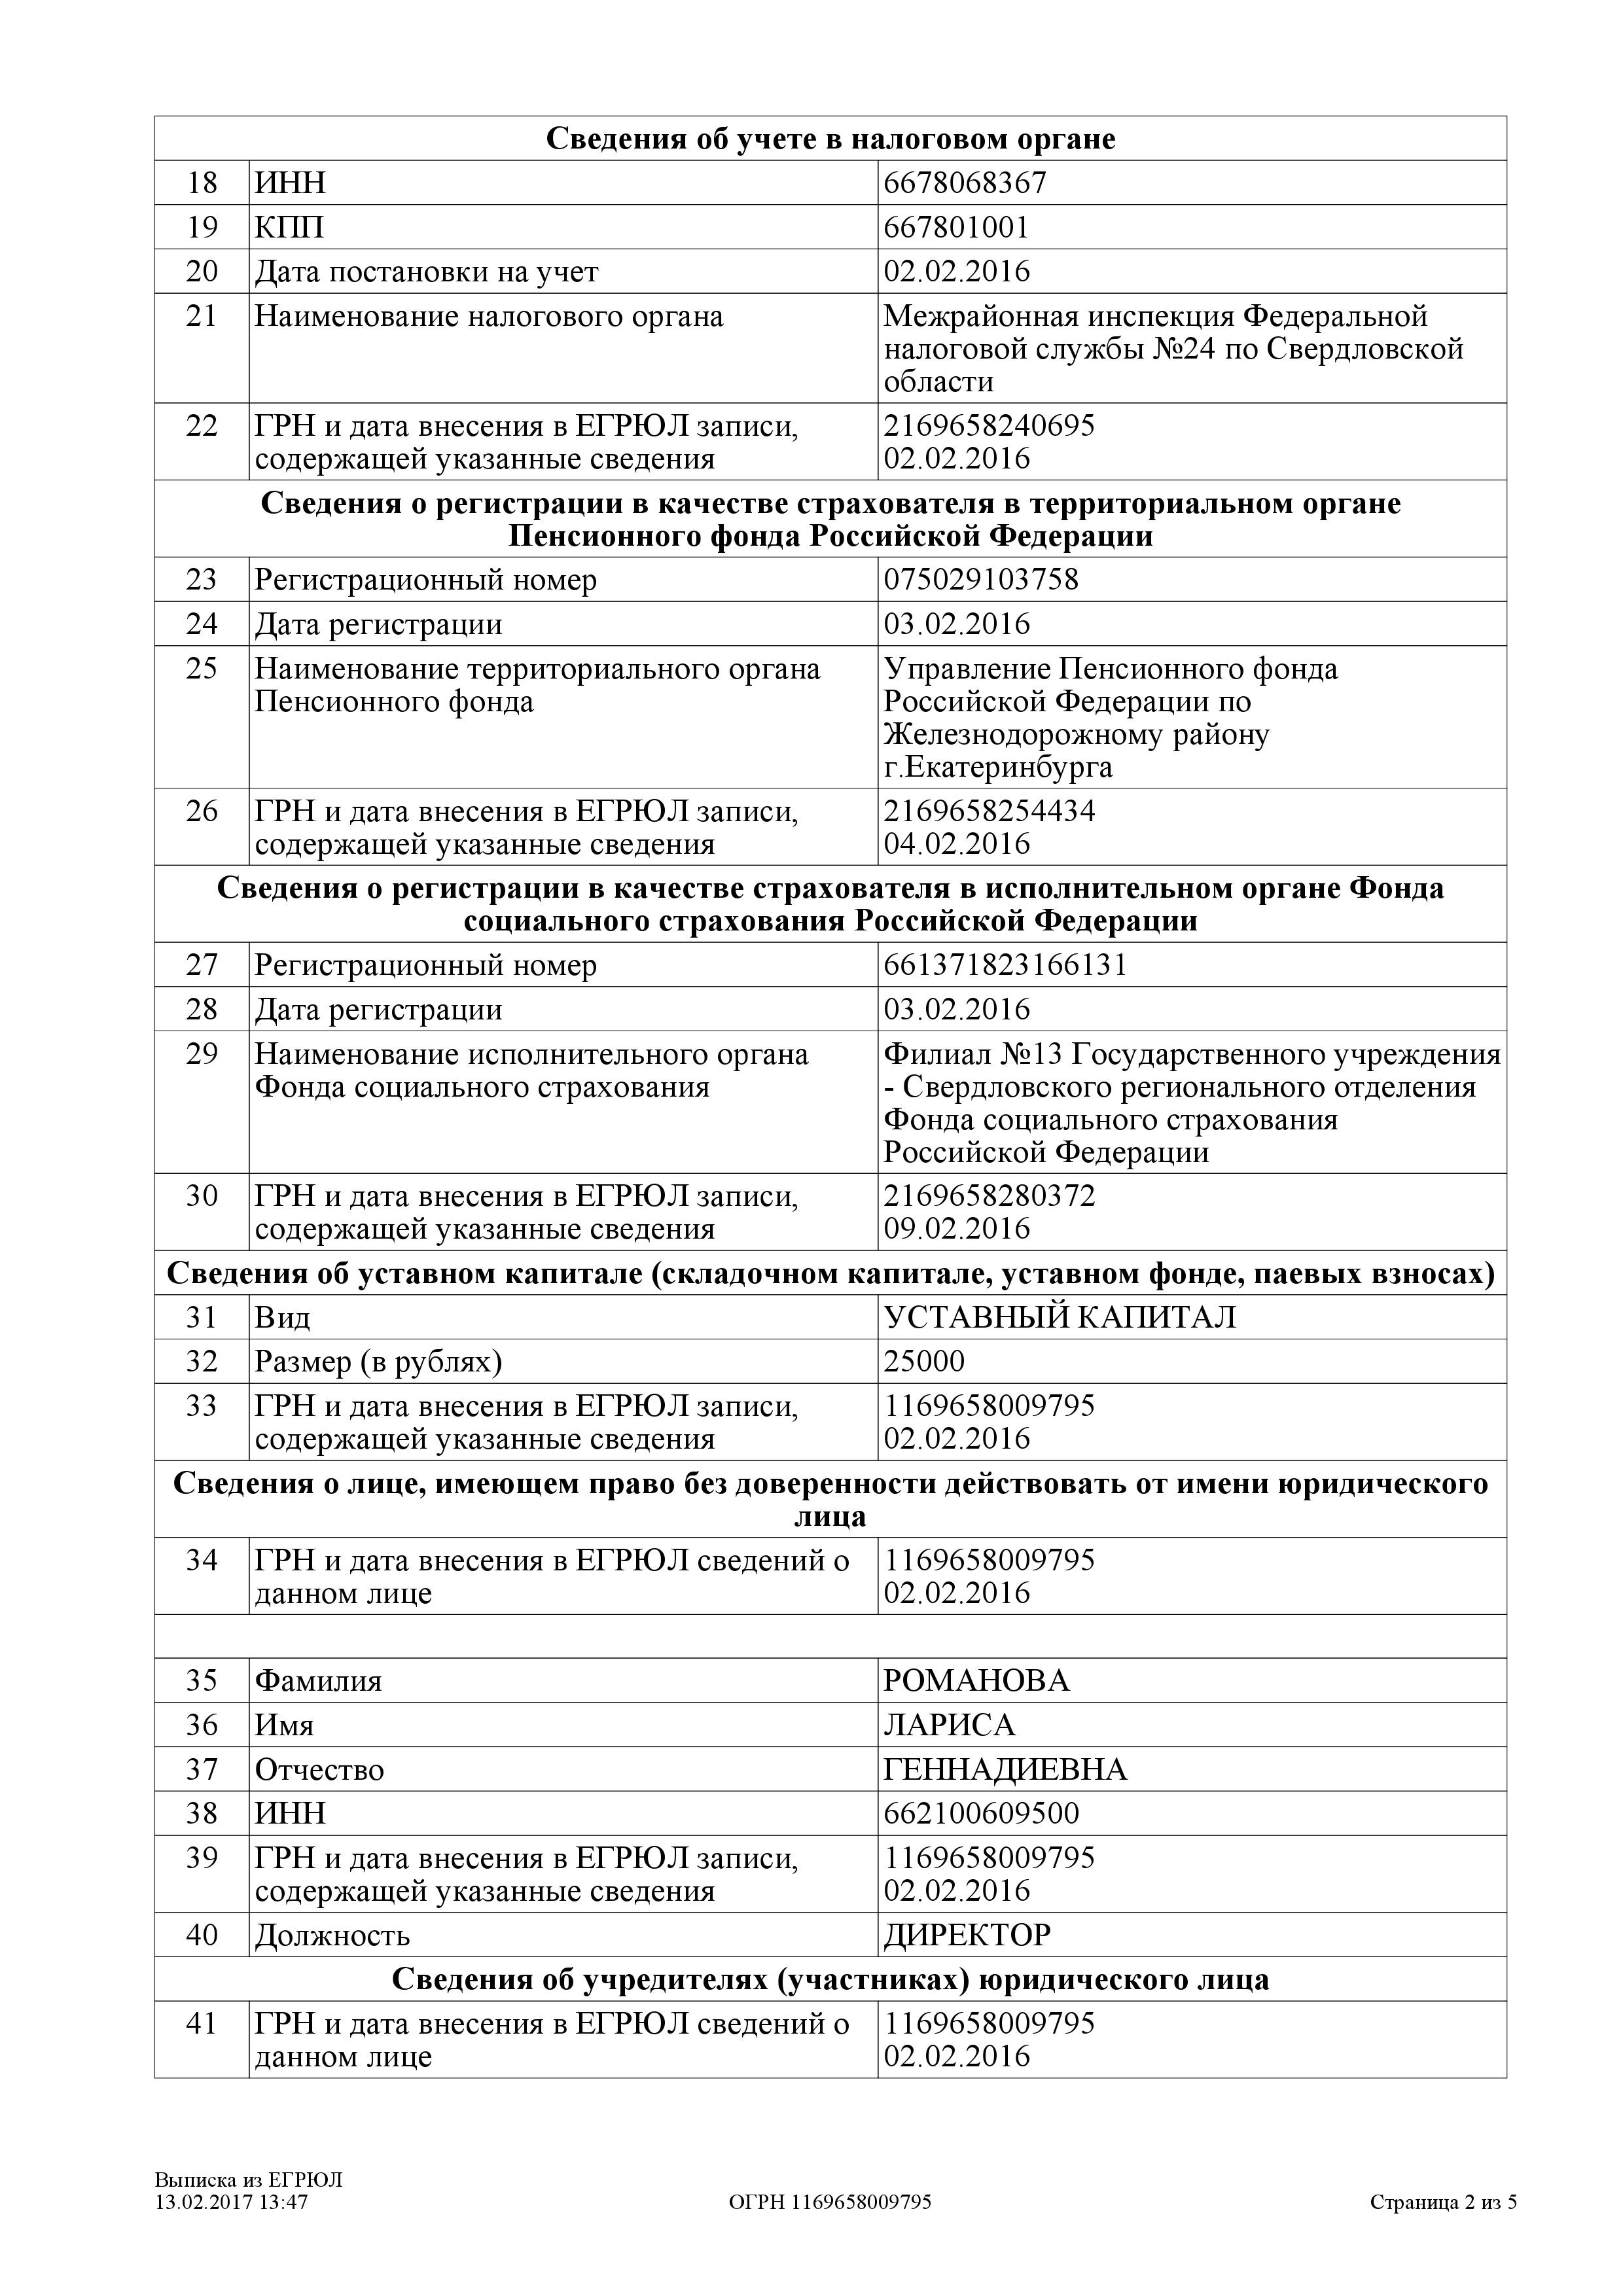 Сведения об учете в налоговом органе
18 ИНН 6678068367
19 КПП 667801001
20 Дата постановки на учет 02.02.2016
21 Наименование налогового органа Межрайонная инспекция Федеральной
налоговой службы №24 по Свердловской
области
22 ГРН и дата внесения в ЕГРЮЛ записи, 2169658240695
содержащей указанные сведения 02.02.2016
Сведения о регистрации в качестве страхователя в территориальном органе
Пенсионного фонда Российской Федерации
23 Регистрационный номер 075029103758
24 Дата регистрации 03.02.2016
25 Наименование территориального органа Управление Пенсионного фонда
Пенсионного фонда Российской Федерации по
Железнодорожному району
г.Екатеринбурга
26 ГРН и дата внесения в ЕГРЮЛ записи, 2169658254434
содержащей указанные сведения 04.02.2016
Сведения о регистрации в качестве страхователя в исполнительном органе Фонда
социального страхования Российской Федерации
27 Регистрационный номер 661371823166131
28 Дата регистрации 03.02.2016
29 Наименование исполнительного органа Филиал №13 Государственного учреждения
Фонда социального страхования - Свердловского регионального отделения
Фонда социального страхования
Российской Федерации
30 ГРН и дата внесения в ЕГРЮЛ записи, 2169658280372
содержащей указанные сведения 09.02.2016
Сведения об уставном капитале (складочном капитале, уставном фонде, паевых взносах)
31 Вид УСТАВНЫЙ КАПИТАЛ
32 Размер (в рублях) 25000
33 ГРН и дата внесения в ЕГРЮЛ записи, 1169658009795
содержащей указанные сведения 02.02.2016
Сведения о лице, имеющем право без доверенности действовать от имени юридического
лица
34 ГРН и дата внесения в ЕГРЮЛ сведений о 1169658009795
данном лице 02.02.2016
35 Фамилия РОМАНОВА
36 Имя ЛАРИСА
37 Отчество ГЕННАДИЕВНА
38 ИНН 662100609500
39 ГРН и дата внесения в ЕГРЮЛ записи, 1169658009795
содержащей указанные сведения 02.02.2016
40 Должность ДИРЕКТОР
Сведения об учредителях (участниках) юридического лица
41 ГРН и дата внесения в ЕГРЮЛ сведений о 1169658009795
данном лице 02.02.2016
Выписка из ЕГРЮЛ
13.02.2017 13:47 ОГРН 1169658009795 Страница 2 из 5